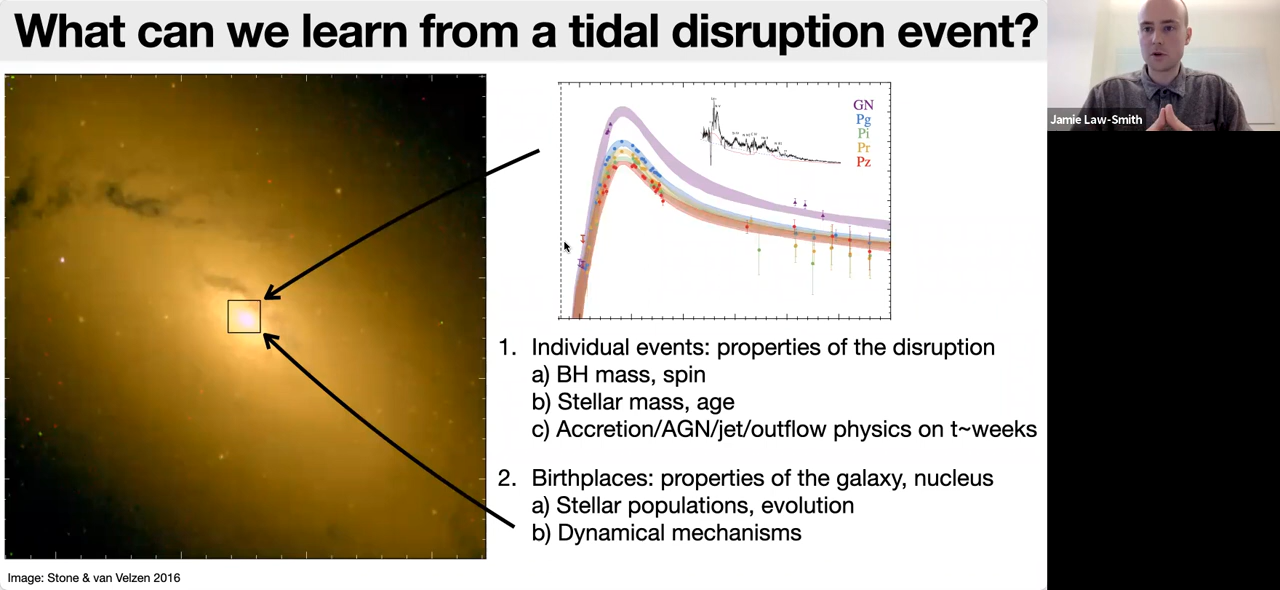 What can we learn from a tidal disruption event?
Jamie Law-Smith
GN
Pg
Pi
Pr
Pz
1. Individual events: properties of the disruption
a) BH mass, spin
b) Stellar mass, age
c) Accretion/AGN/jet/outflow physics on t~weeks
2. Birthplaces: properties of the galaxy, nucleus
a) Stellar populations, evolution
b) Dynamical mechanisms
Image: Stone & van Velzen 2016